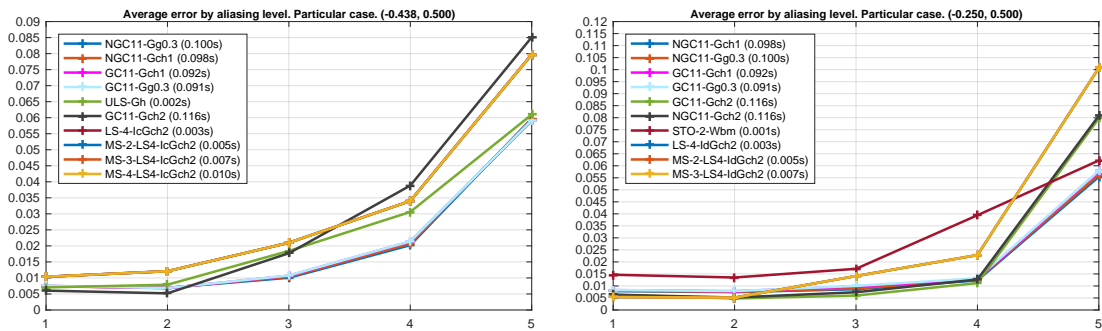 Average error by aliasing level. Particular case. (-0.438, 0.500)
0.085
0.08
0.075
0.07
0.065
0.06
0.055
0.05
0.045
0.04
0.035
0.03
0.025
0.02
0.015
0.01
0.005
0
1 2 3 4 5
NGC11-Gg0.3 (0.100s)
NGC11-Gch1 (0.098s)
GC11-Gch1 (0.092s)
GC11-Gg0.3 (0.091s)
ULS-Gh (0.002s)
GC11-Gch2 (0.116s)
LS-4-IcGch2 (0.003s)
MS-2-LS4-IcGch2 (0.005s)
MS-3-LS4-IcGch2 (0.007s)
MS-4-LS4-IcGch2 (0.010s)
Average error by aliasing level. Particular case. (-0.250, 0.500)
0.12
0.115
0.11
0.105
0.1
0.095
0.09
0.085
0.08
0.075
0.07
0.065
0.06
0.055
0.05
0.045
0.04
0.035
0.03
0.025
0.02
0.015
0.01
0.005
0
1 2 3 4 5
NGC11-Gch1 (0.098s)
NGC11-Gg0.3 (0.100s)
GC11-Gch1 (0.092s)
GC11-Gg0.3 (0.091s)
GC11-Gch2 (0.116s)
NGC11-Gch2 (0.116s)
STO-2-Wbm (0.001s)
LS-4-IdGch2 (0.003s)
MS-2-LS4-IdGch2 (0.005s)
MS-3-LS4-IdGch2 (0.007s)